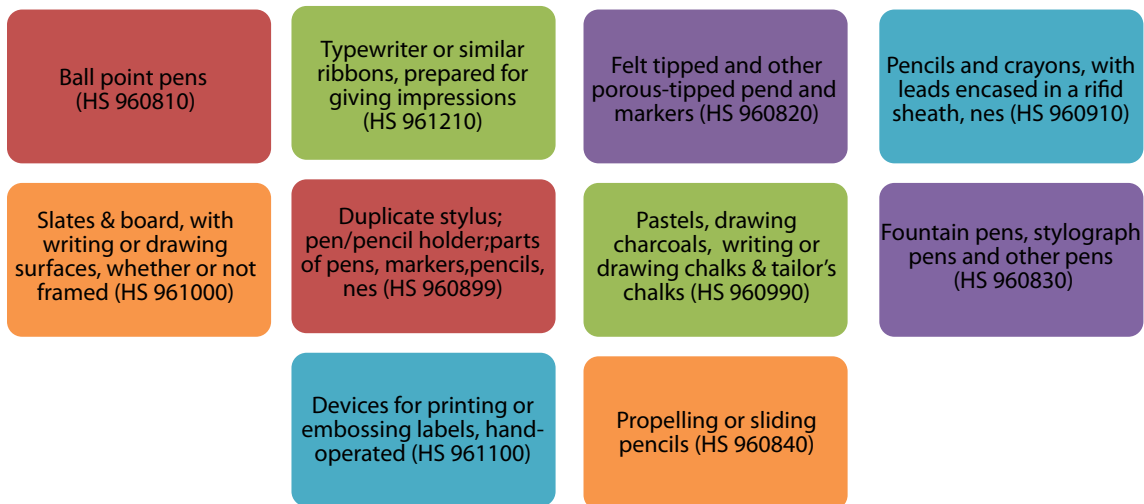 Ball point pens
(HS 960810)
Typewriter or similar
ribbons, prepared for
giving impressions
(HS 961210)
Felt tipped and other
porous-tipped pend and
markers (HS 960820)
Pencils and crayons, with
leads encased in a rifid
sheath, nes (HS 960910)
Slates & board, with
writing or drawing
surfaces, whether or not
framed (HS 961000)
Duplicate stylus;
pen/pencil holder;parts
of pens, markers,pencils,
nes (HS 960899)
Pastels, drawing
charcoals, writing or
drawing chalks & tailor's
chalks (HS 960990)
Fountain pens, stylograph
pens and other pens
(HS 960830)
Devices for printing or
embossing labels, hand-
operated (HS 961100)
Propelling or sliding
pencils (HS 960840)